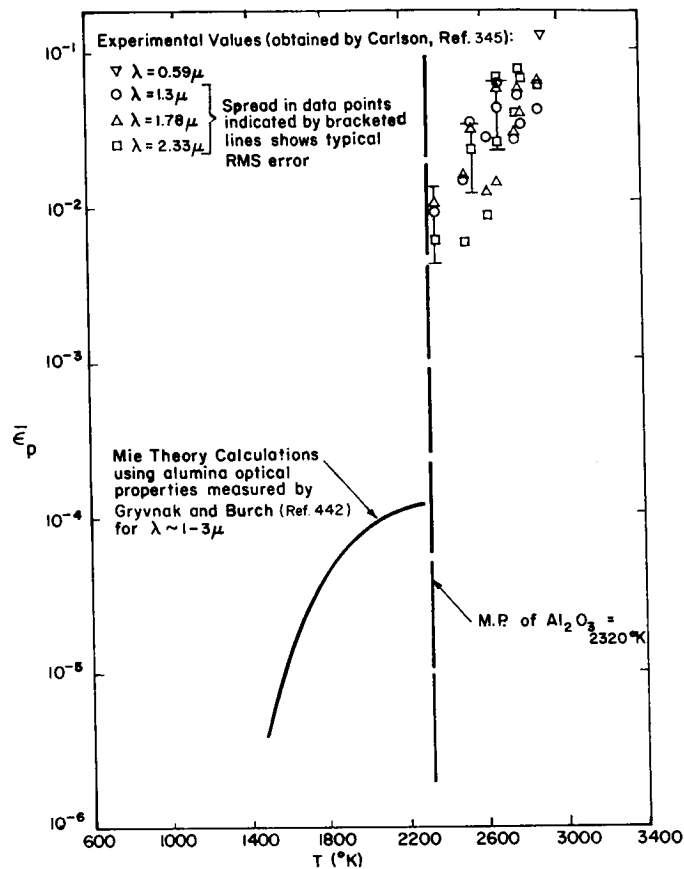 10⁻¹
Experimental Values (obtained by Carlson, Ref. 345):
▽ λ=0.59μ
○ λ=1.3μ
△ λ=1.78μ
□ λ=2.33μ
Spread in data points
indicated by bracketed
lines shows typical
RMS error
10⁻²
10⁻³
ε̄p
Mie Theory Calculations
using alumina optical
properties measured by
Gryvnak and Burch (Ref. 442)
for λ~1-3μ
10⁻⁴
M.P. of Al₂O₃ =
2320°K
10⁻⁵
10⁻⁶
600 1000 1400 1800 2200 2600 3000 3400
T (°K)